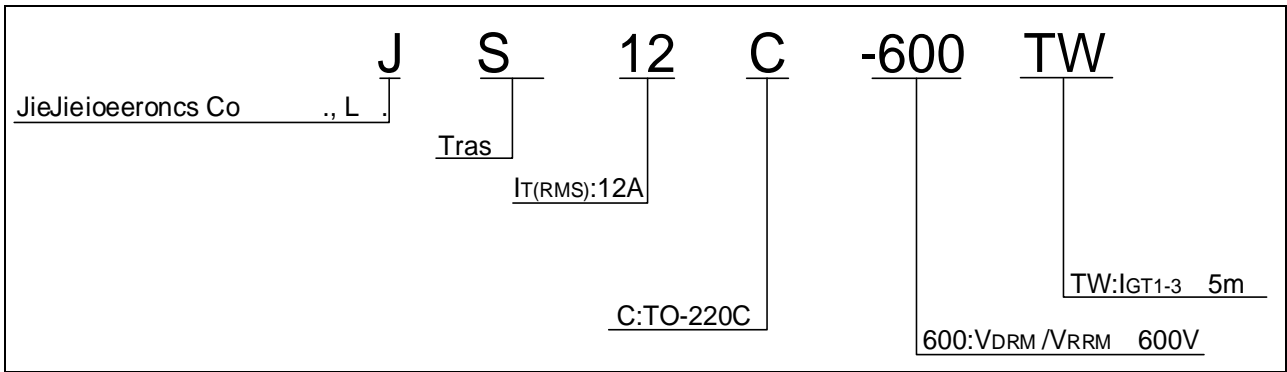 J S 12 C -600 TW
JieJieioeeroncs Co ., L .
Tras
IT(RMS):12A
TW:IGT1-3 5m
C:TO-220C
600:VDRM /VRRM 600V